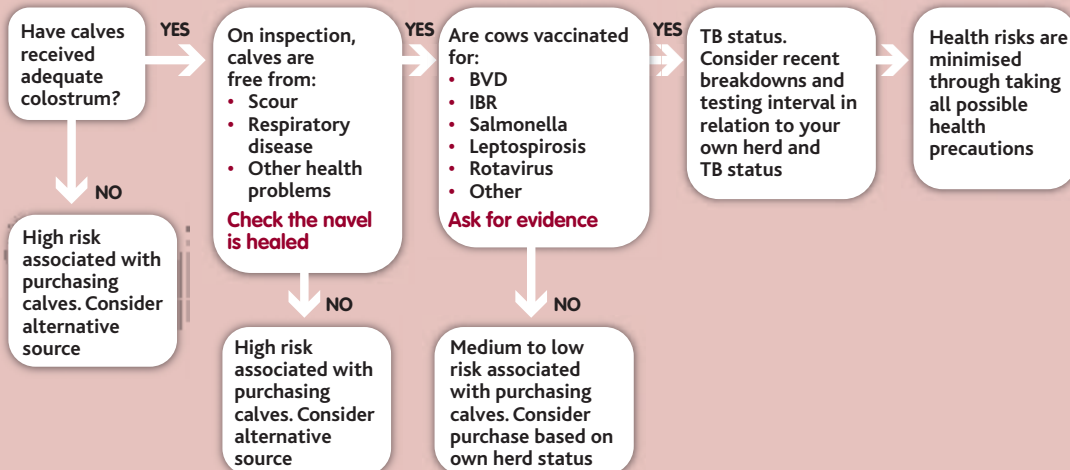 Have calves
received
adequate
colostrum?
YES
On inspection,
calves are
free from:
• Scour
• Respiratory
disease
• Other health
problems
Check the navel
is healed
YES
Are cows vaccinated
for:
• BVD
• IBR
• Salmonella
• Leptospirosis
• Rotavirus
• Other
Ask for evidence
YES
TB status.
Consider recent
breakdowns and
testing interval in
relation to your
own herd and
TB status
Health risks are
minimised
through taking
all possible
health
precautions
NO
High risk
associated with
purchasing
calves. Consider
alternative
source
NO
High risk
associated with
purchasing
calves. Consider
alternative
source
NO
Medium to low
risk associated
with purchasing
calves. Consider
purchase based on
own herd status